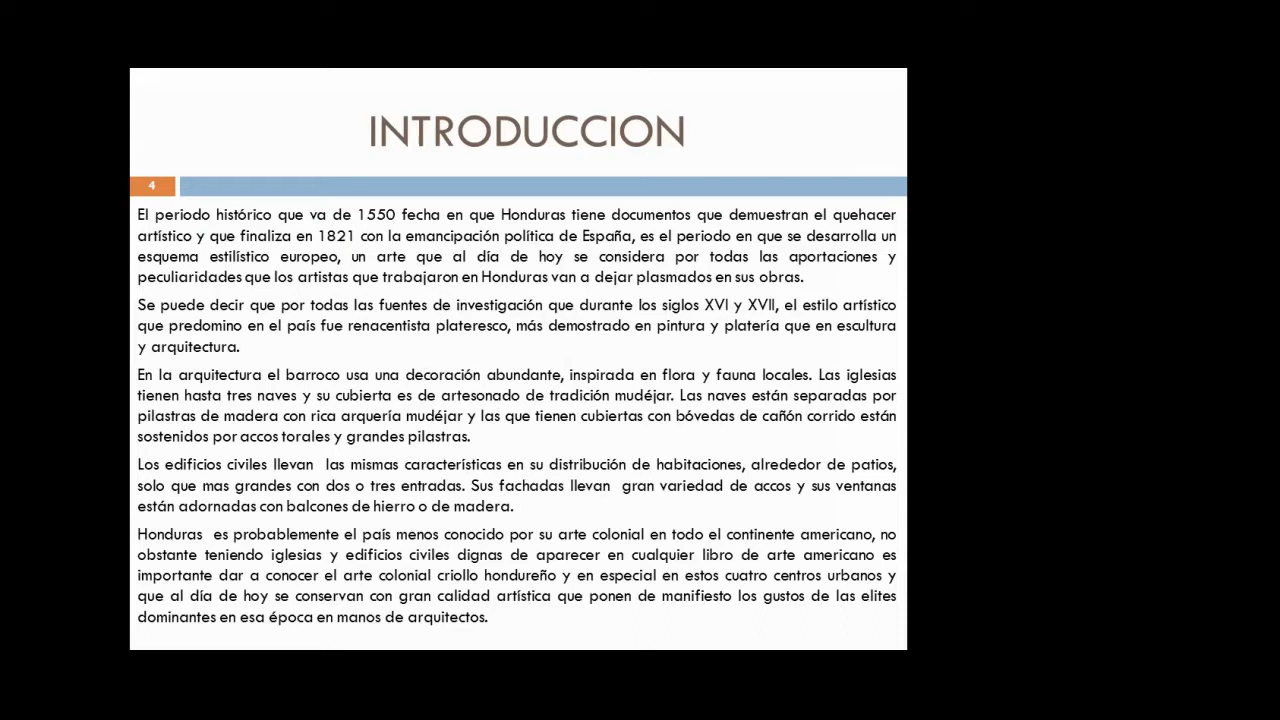 INTRODUCCION
4
El periodo histórico que va de 1550 fecha en que Honduras tiene documentos que demuestran el quehacer
artístico y que finaliza en 1821 con la emancipación política de España, es el periodo en que se desarrolla un
esquema estilístico europeo, un arte que al día de hoy se considera por todas las aportaciones y
peculiaridades que los artistas que trabajaron en Honduras van a dejar plasmados en sus obras.
Se puede decir que por todas las fuentes de investigación que durante los siglos XVI y XVII, el estilo artístico
que predomino en el país fue renacentista plateresco, más demostrado en pintura y platería que en escultura
y arquitectura.
En la arquitectura el barroco usa una decoración abundante, inspirada en flora y fauna locales. Las iglesias
tienen hasta tres naves y su cubierta es de artesonado de tradición mudéjar. Las naves están separadas por
pilastras de madera con rica arquería mudéjar y las que tienen cubiertas con bóvedas de cañón corrido están
sostenidos por accos torales y grandes pilastras.
Los edificios civiles llevan las mismas características en su distribución de habitaciones, alrededor de patios,
solo que mas grandes con dos o tres entradas. Sus fachadas llevan gran variedad de accos y sus ventanas
están adornadas con balcones de hierro o de madera.
Honduras es probablemente el país menos conocido por su arte colonial en todo el continente americano, no
obstante teniendo iglesias y edificios civiles dignas de aparecer en cualquier libro de arte americano es
importante dar a conocer el arte colonial criollo hondureño y en especial en estos cuatro centros urbanos y
que al día de hoy se conservan con gran calidad artística que ponen de manifiesto los gustos de las elites
dominantes en esa época en manos de arquitectos.